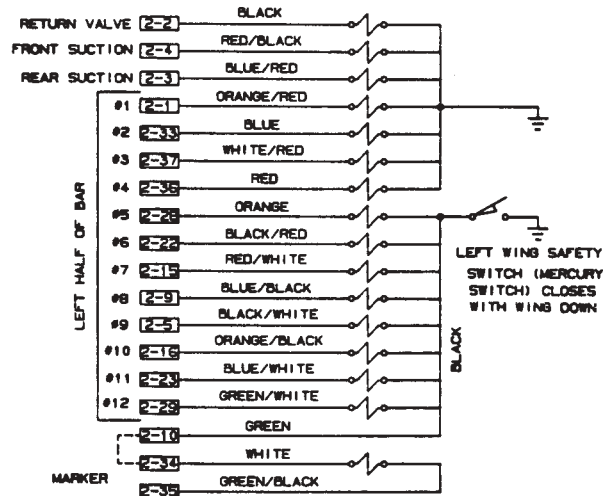 RETURN VALVE 2-2 BLACK
FRONT SUCTION 2-4 RED/BLACK
REAR SUCTION 2-3 BLUE/RED
LEFT HALF OF BAR
#1 2-1 ORANGE/RED
#2 2-33 BLUE
#3 2-37 WHITE/RED
#4 2-36 RED
#5 2-28 ORANGE
#6 2-22 BLACK/RED
#7 2-15 RED/WHITE
#8 2-9 BLUE/BLACK
#9 2-5 BLACK/WHITE
#10 2-16 ORANGE/BLACK
#11 2-23 BLUE/WHITE
#12 2-29 GREEN/WHITE
2-10 GREEN
2-34 WHITE
MARKER 2-35 GREEN/BLACK
BLACK
LEFT WING SAFETY
SWITCH (MERCURY
SWITCH) CLOSES
WITH WING DOWN